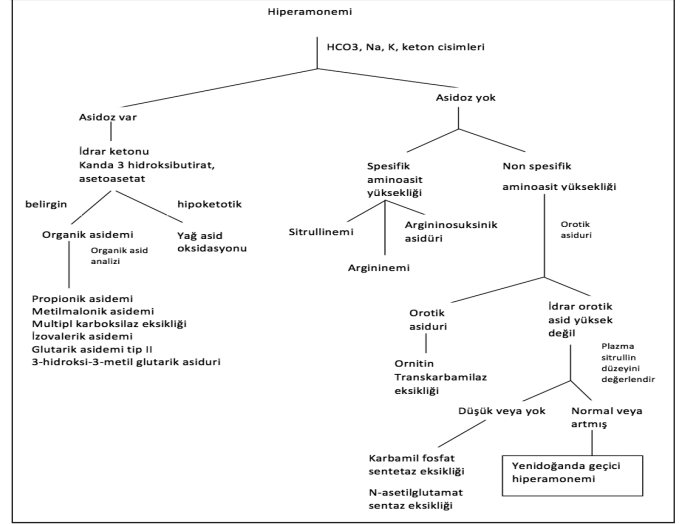 Hiperamonemi
HCO3, Na, K, keton cisimleri
Asidoz var
Asidoz yok
İdrar ketonu
Kanda 3 hidroksibutirat,
asetoasetat
belirgin
hipoketotik
Organik asidemi
Organik asid
analizi
Yağ asid
oksidasyonu
Propionik asidemi
Metilmalonik asidemi
Multipl karboksilaz eksikliği
İzovalerik asidemi
Glutarik asidemi tip II
3-hidroksi-3-metil glutarik asiduri
Spesifik
aminoasit
yüksekliği
Non spesifik
aminoasit yüksekliği
Sitrullinemi
Argininosuksinik
asidüri
Argininemi
Orotik
asiduri
Orotik
asiduri
Ornitin
Transkarbamilaz
eksikliği
İdrar orotik
asid yüksek
değil
Plazma
sitrullin
düzeyini
değerlendir
Düşük veya yok
Normal veya
artmış
Karbamil fosfat
sentetaz eksikliği
N-asetilglutamat
sentaz eksikliği
Yenidoğanda geçici
hiperamonemi